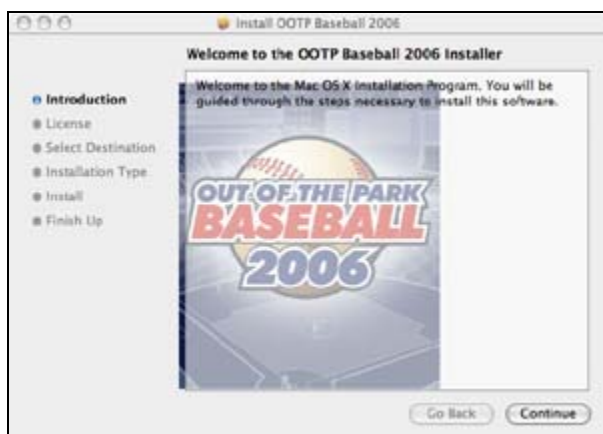 Install OOTP Baseball 2006
Welcome to the OOTP Baseball 2006 Installer
Welcome to the Mac OS X Installation Program. You will be
guided through the steps necessary to install this software.
Introduction
License
Select Destination
Installation Type
Install
Finish Up
OUT OF THE PARK
BASEBALL
2006
Go Back
Continue